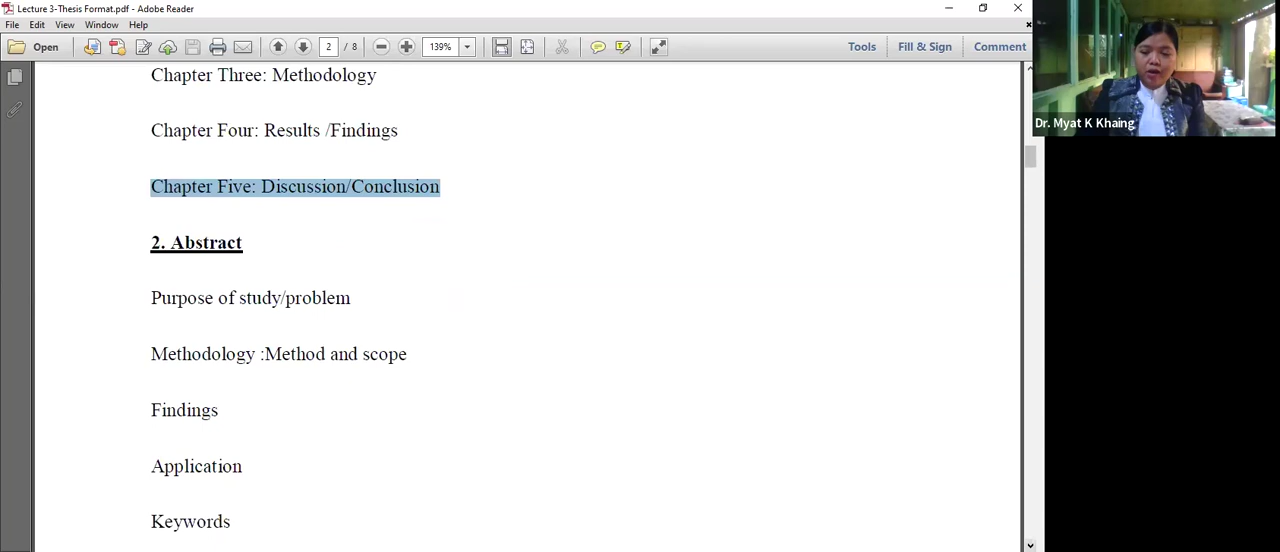 Lecture 3-Thesis Format.pdf - Adobe Reader
File Edit View Window Help
Open 2 / 8 139% Tools Fill & Sign Comment
Chapter Three: Methodology
Chapter Four: Results /Findings
Chapter Five: Discussion/Conclusion
2. Abstract
Purpose of study/problem
Methodology :Method and scope
Findings
Application
Keywords
Dr. Myat K Khaing